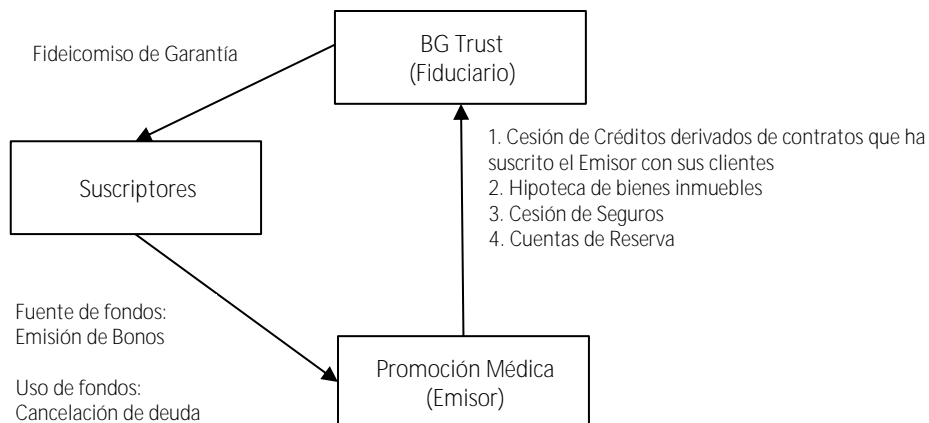 BG Trust
(Fiduciario)
Fideicomiso de Garantía
1. Cesión de Créditos derivados de contratos que ha
suscrito el Emisor con sus clientes
2. Hipoteca de bienes inmuebles
3. Cesión de Seguros
4. Cuentas de Reserva
Suscriptores
Fuente de fondos:
Emisión de Bonos
Uso de fondos:
Cancelación de deuda
Promoción Médica
(Emisor)